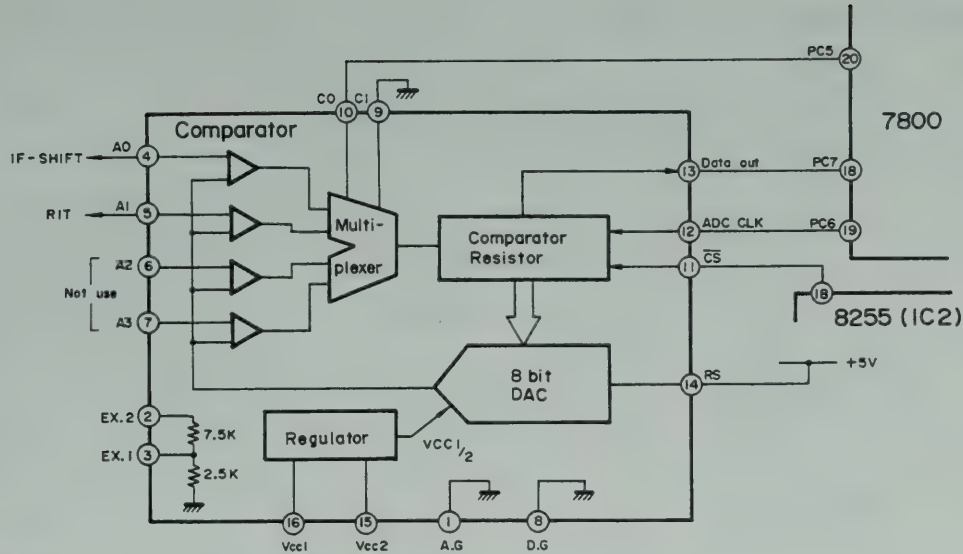 PC5
20
7800
C0
C1
10
9
Comparator
IF-SHIFT
A0
4
13
Data out
PC7
18
RIT
A1
5
Multi-
plexer
Comparator
Resistor
12
ADC CLK
PC6
19
A2
6
11
CS
Not use
A3
7
18
8255 (IC2)
8 bit
DAC
14
RS
+5V
EX.2
2
7.5K
Regulator
VCC1/2
EX.1
3
2.5K
16
15
1
8
Vcc1
Vcc2
A.G
D.G